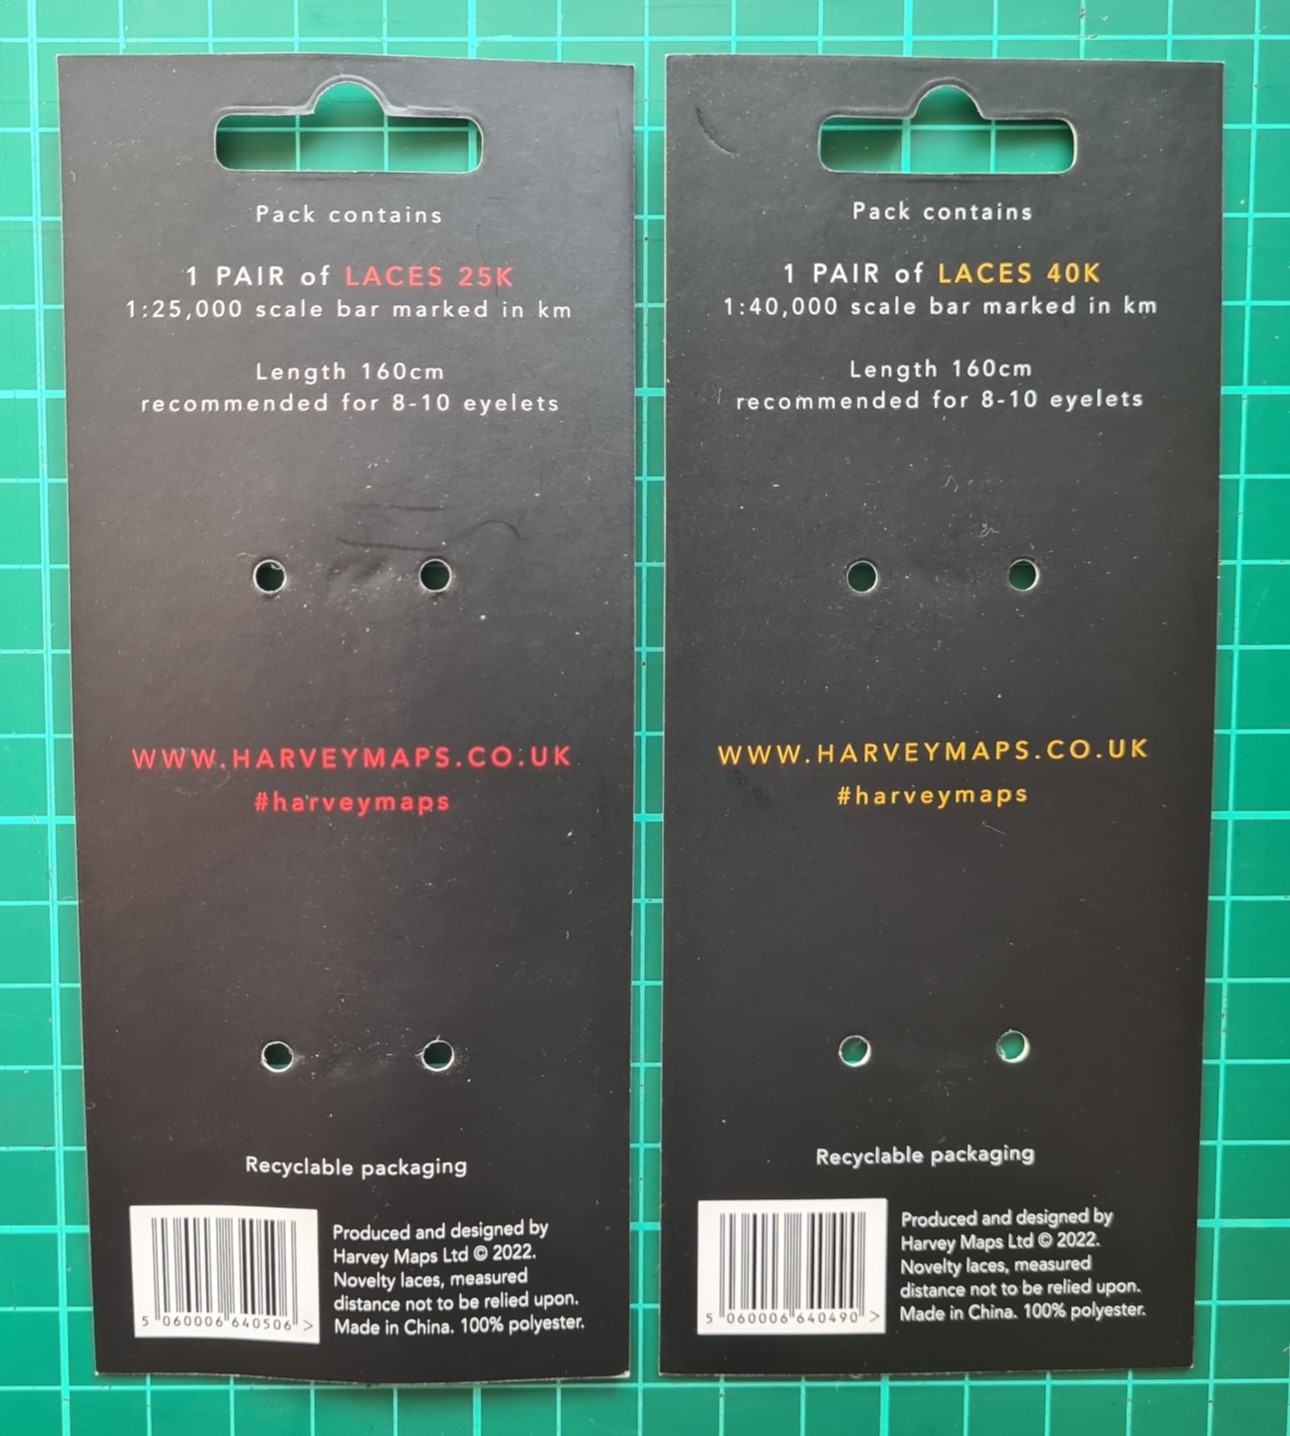 Pack contains
1 PAIR of LACES 25K
1:25,000 scale bar marked in km
Length 160cm
recommended for 8-10 eyelets
WWW.HARVEYMAPS.CO.UK
#harveymaps
Recyclable packaging
5 060006 640506 >
Produced and designed by
Harvey Maps Ltd © 2022.
Novelty laces, measured
distance not to be relied upon.
Made in China. 100% polyester.
Pack contains
1 PAIR of LACES 40K
1:40,000 scale bar marked in km
Length 160cm
recommended for 8-10 eyelets
WWW.HARVEYMAPS.CO.UK
#harveymaps
Recyclable packaging
5 060006 640490 >
Produced and designed by
Harvey Maps Ltd © 2022.
Novelty laces, measured
distance not to be relied upon.
Made in China. 100% polyester.